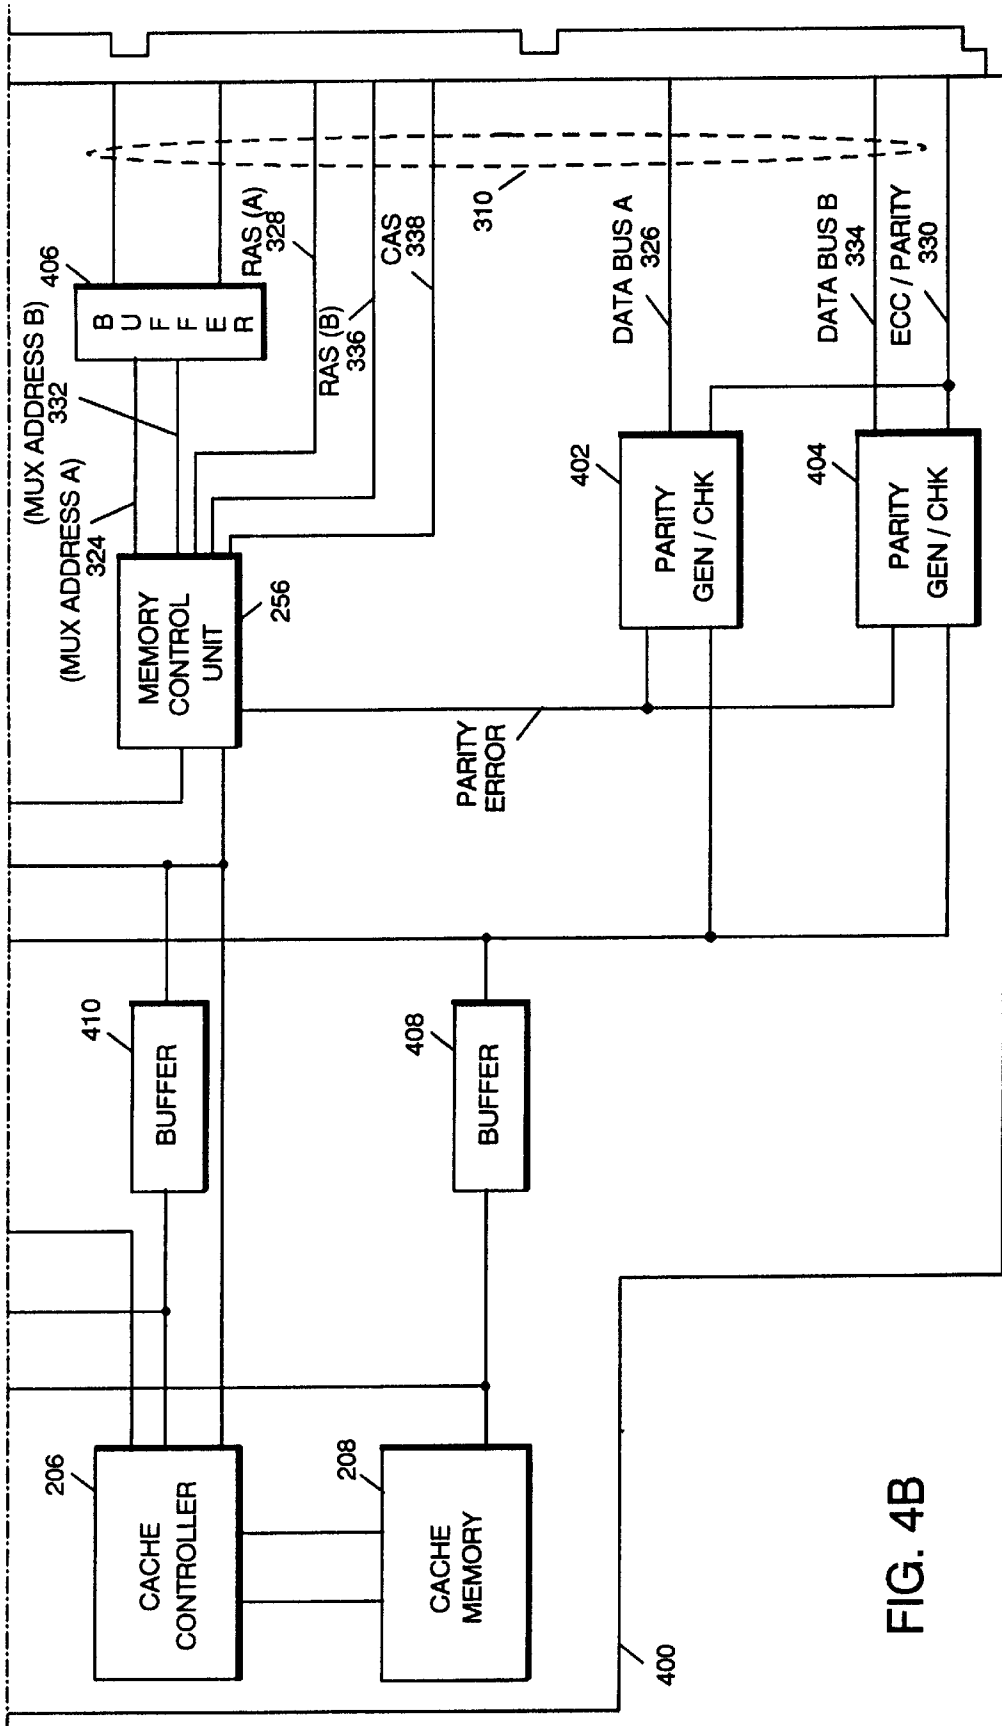 (MUX ADDRESS B)
332
(MUX ADDRESS A)
324
406
B
U
F
F
E
R
RAS (A)
328
RAS (B)
336
CAS
338
310
DATA BUS A
326
DATA BUS B
334
ECC / PARITY
330
MEMORY
CONTROL
UNIT
256
PARITY
ERROR
402
PARITY
GEN / CHK
404
PARITY
GEN / CHK
410
BUFFER
408
BUFFER
206
CACHE
CONTROLLER
208
CACHE
MEMORY
400
FIG. 4B